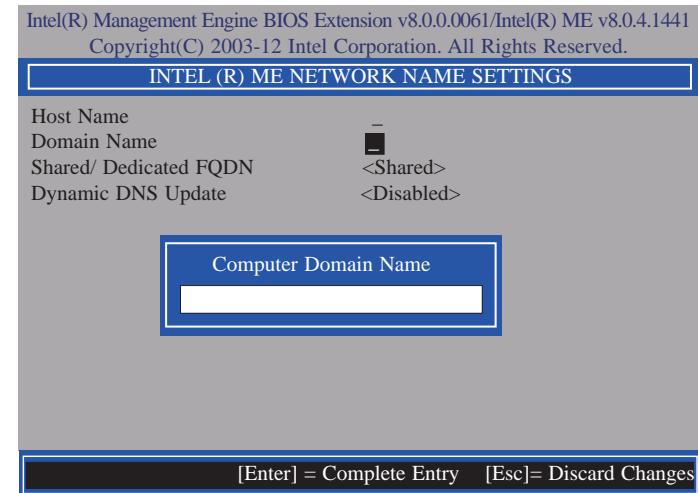 Intel(R) Management Engine BIOS Extension v8.0.0.0061/Intel(R) ME v8.0.4.1441
Copyright(C) 2003-12 Intel Corporation. All Rights Reserved.
INTEL (R) ME NETWORK NAME SETTINGS
Host Name _
Domain Name _
Shared/ Dedicated FQDN <Shared>
Dynamic DNS Update <Disabled>
Computer Domain Name
[Enter] = Complete Entry [Esc]= Discard Changes